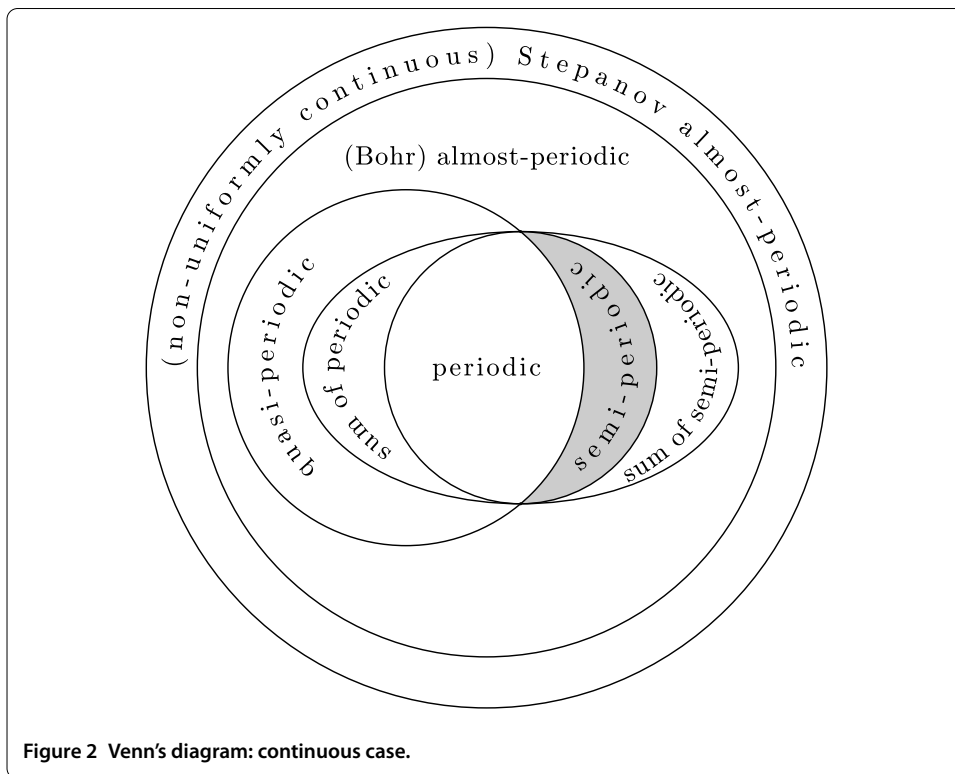 (non-uniformly continuous) Stepanov almost-periodic
(Bohr) almost-periodic
quasi-periodic
sum of periodic
periodic
semi-periodic
sum of semi-periodic
Figure 2 Venn's diagram: continuous case.